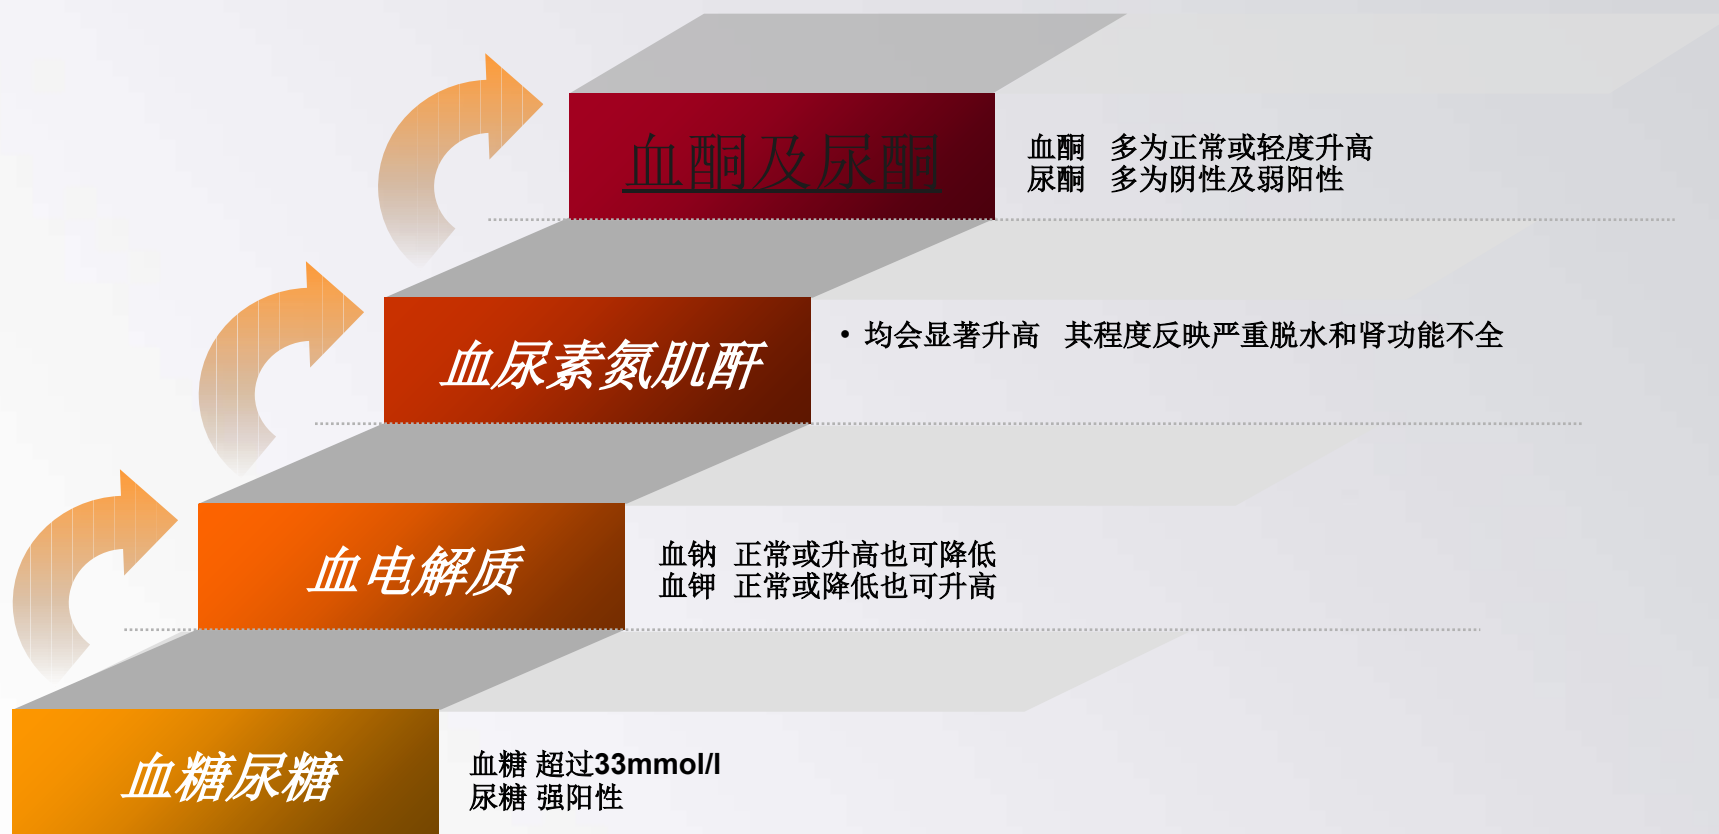 血酮及尿酮
血酮 多为正常或轻度升高
尿酮 多为阴性及弱阳性
血尿素氮肌酐
• 均会显著升高 其程度反映严重脱水和肾功能不全
血电解质
血钠 正常或升高也可降低
血钾 正常或降低也可升高
血糖尿糖
血糖 超过33mmol/l
尿糖 强阳性